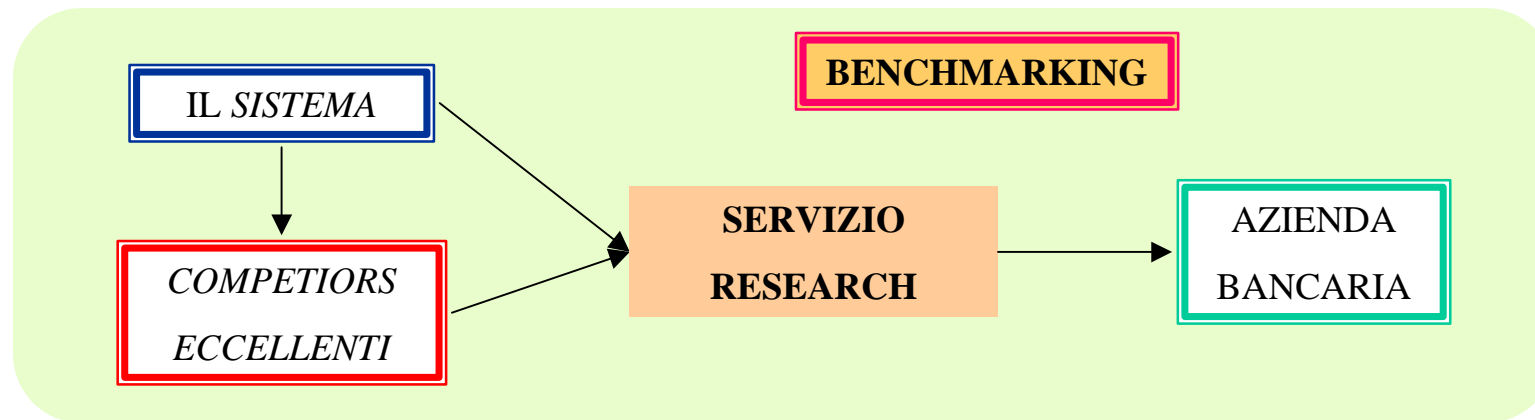 BENCHMARKING
IL SISTEMA
SERVIZIO
RESEARCH
AZIENDA
BANCARIA
COMPETIORS
ECCELLENTI